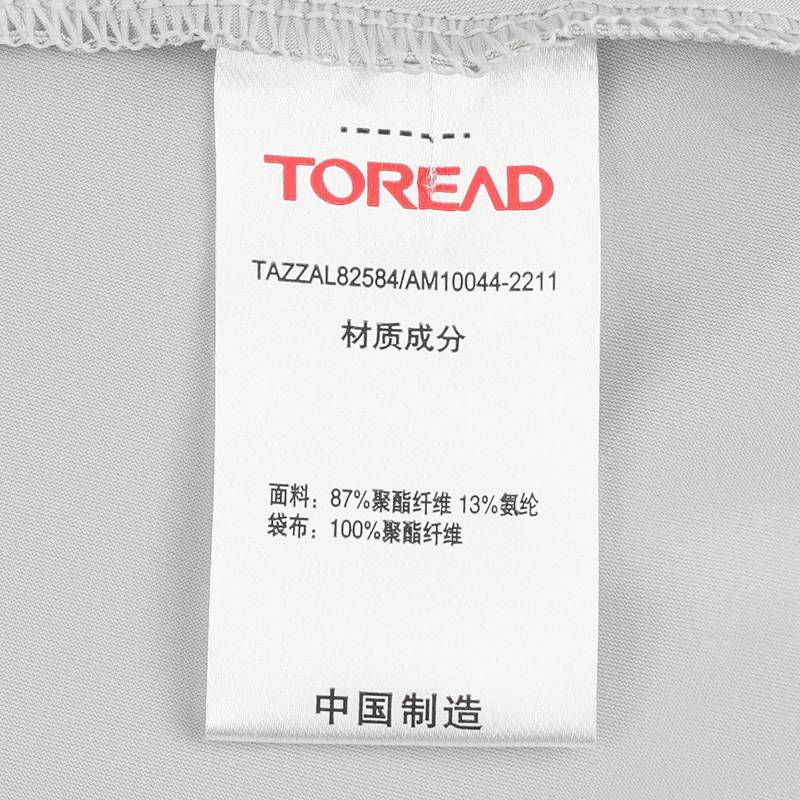 TOREAD
TAZZAL82584/AM10044-2211
材质成分
面料：87%聚酯纤维 13%氨纶
袋布：100%聚酯纤维
中国制造